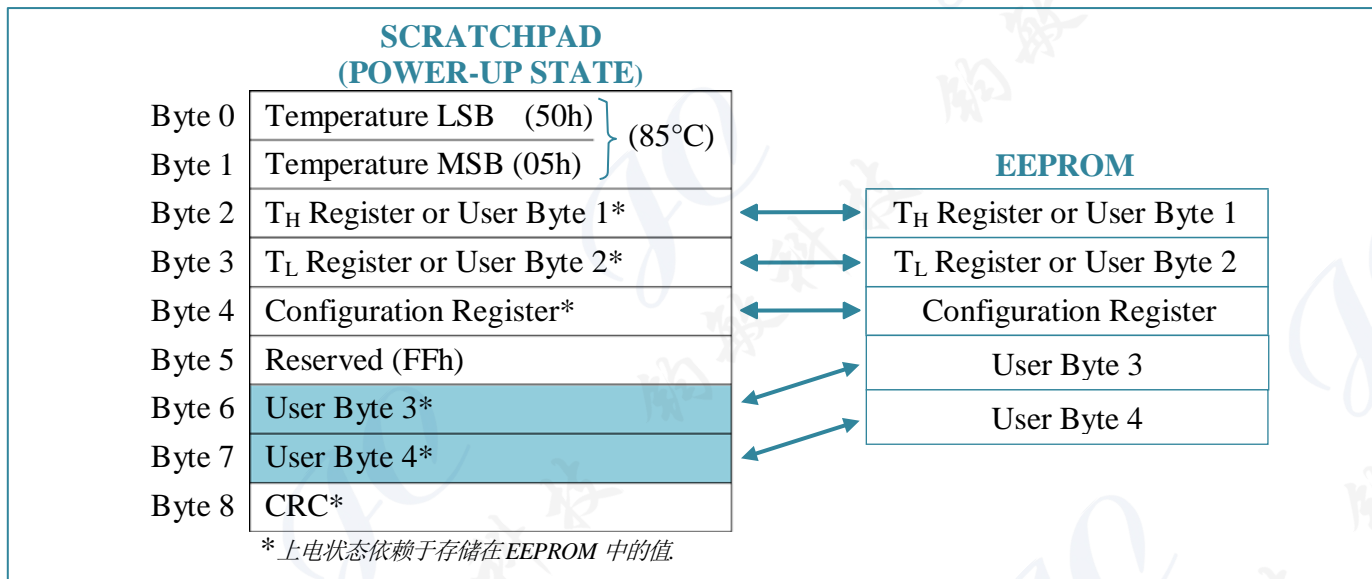 SCRATCHPAD
(POWER-UP STATE)
Byte 0 Temperature LSB (50h)
(85°C)
Byte 1 Temperature MSB (05h)
EEPROM
Byte 2 TH Register or User Byte 1* TH Register or User Byte 1
Byte 3 TL Register or User Byte 2* TL Register or User Byte 2
Byte 4 Configuration Register* Configuration Register
Byte 5 Reserved (FFh) User Byte 3
Byte 6 User Byte 3* User Byte 4
Byte 7 User Byte 4*
Byte 8 CRC*
*上电状态依赖于存储在EEPROM 中的值.